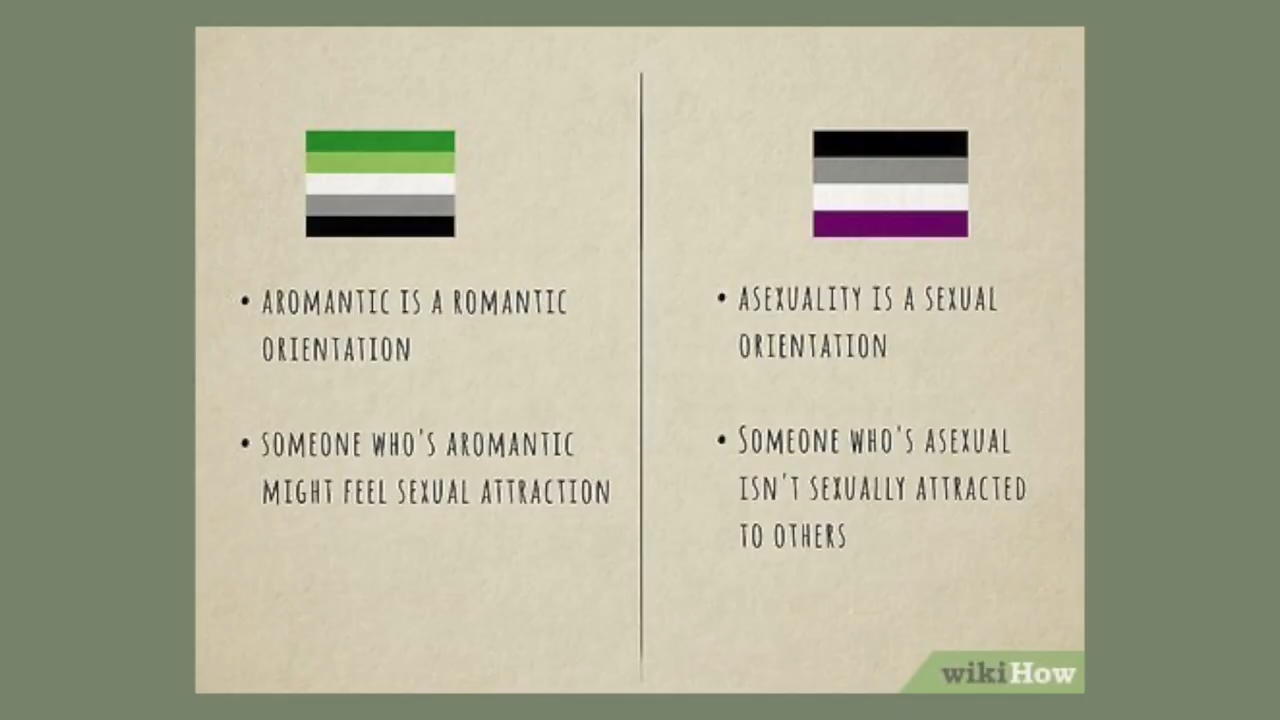 • AROMANTIC IS A ROMANTIC
ORIENTATION
• SOMEONE WHO'S AROMANTIC
MIGHT FEEL SEXUAL ATTRACTION
• ASEXUALITY IS A SEXUAL
ORIENTATION
• SOMEONE WHO'S ASEXUAL
ISN'T SEXUALLY ATTRACTED
TO OTHERS
wikiHow